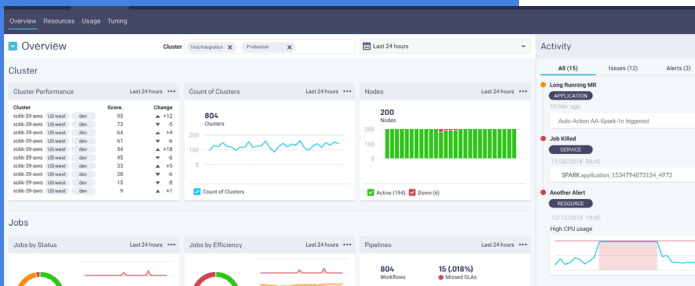 Overview Resources Usage Tuning
Overview
Cluster Test/Integration X Production X
Last 24 hours
Cluster
Cluster Performance Last 24 hours
Cluster Score. Change
xckk-39-aws US-west dev 95 +12
xckk-39-aws US-west dev 73 -5
xckk-39-aws US-west dev 64 +4
xckk-39-aws US-west dev 61 -6
xckk-39-aws US-west dev 54 +18
xckk-39-aws US-west dev 45 -6
xckk-39-aws US-west dev 33 +5
xckk-39-aws US-west dev 28 -6
xckk-39-aws US-west dev 15 -8
xckk-39-aws US-west dev 9 +1
Count of Clusters Last 24 hours
804
Clusters
200
100
0
Count of Clusters
Nodes Last 24 hours
200
Nodes
200
100
0
Active (194) Down (6)
Jobs
Jobs by Status Last 24 hours
Jobs by Efficiency Last 24 hours
Pipelines Last 24 hours
804 15 (.018%)
Workflows Missed SLAs
Activity
All (15) Issues (12) Alerts (3)
Long Running MR
APPLICATION
10 min. ago
Auto-Action AA-Spark-1c triggered
Job Killed
SERVICE
11/30/2018 09:45
SPARK application_1534794873154_4972
Another Alert
RESOURCE
12/12/2018 19:40
High CPU usage